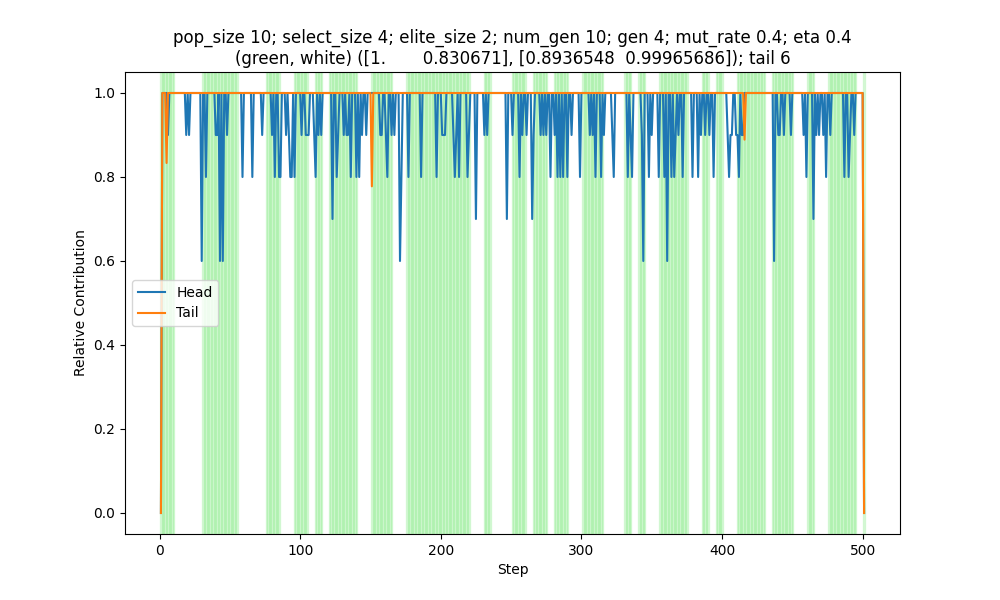 pop_size 10; select_size 4; elite_size 2; num_gen 10; gen 4; mut_rate 0.4; eta 0.4
(green, white) ([1. 0.830671], [0.8936548 0.99965686]); tail 6
1.0
0.8
0.6
0.4
0.2
0.0
Relative Contribution
Head
Tail
0 100 200 300 400 500
Step